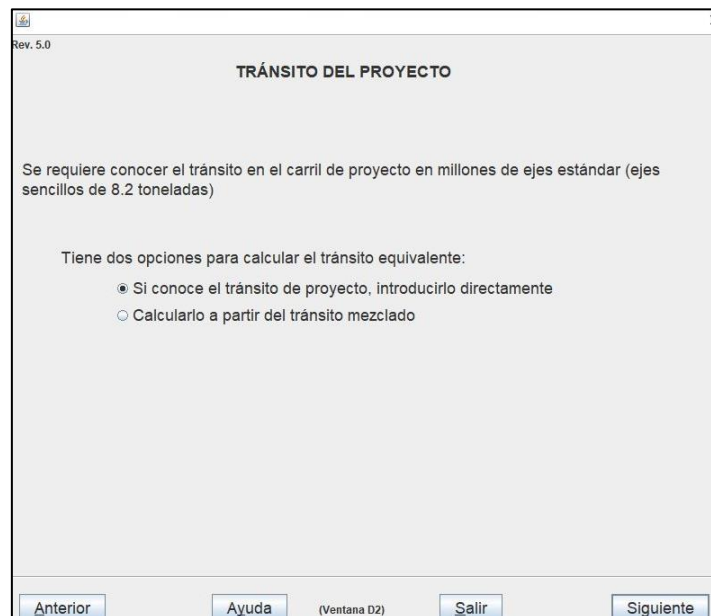 Rev. 5.0
TRÁNSITO DEL PROYECTO
Se requiere conocer el tránsito en el carril de proyecto en millones de ejes estándar (ejes
sencillos de 8.2 toneladas)
Tiene dos opciones para calcular el tránsito equivalente:
Si conoce el tránsito de proyecto, introducirlo directamente
Calcularlo a partir del tránsito mezclado
Anterior Ayuda (Ventana D2) Salir Siguiente